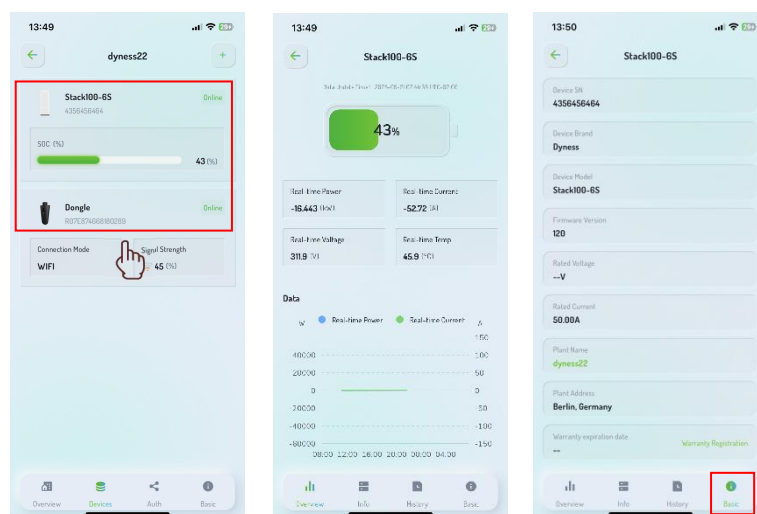 13:49
dyness22
Stack100-6S
Online
4356456464
SOC (%)
43 (%)
Dongle
Online
Connection Mode
Signal Strength
WIFI
45 (%)
Overview
Devices
Auth
Basic
13:49
Stack100-6S
43%
Real-time Power
Real-time Current
-16.443 (kW)
-52.72 (A)
Real-time Voltage
Real-time Temp
311.9 (V)
45.9 (°C)
Data
W
Real-time Power
Real-time Current
A
150
40000
100
20000
50
0
0
-20000
50
-40000
-100
-60000
-150
08:00 12:00 16:00 20:00 00:00 04:00
Overview
Info
History
Basic
13:50
Stack100-6S
Device SN
4356456464
Device Brand
Dyness
Device Model
Stack100-6S
Firmware Version
120
Rated Voltage
--V
Rated Current
50.00A
Plant Name
dyness22
Plant Address
Berlin, Germany
Warranty expiration date
--
Warranty Registration
Overview
Info
History
Basic